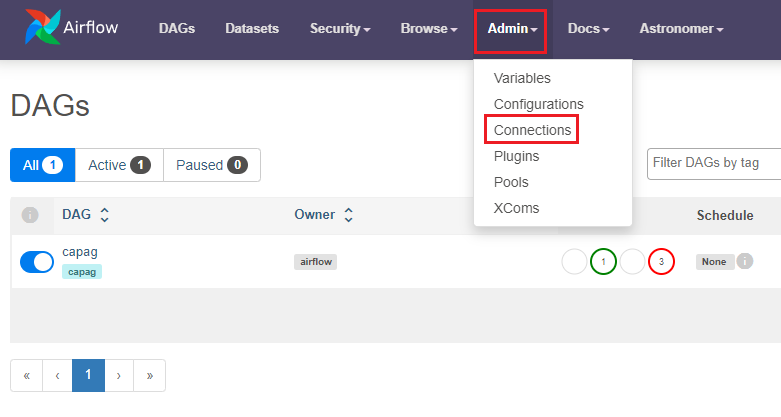 Airflow DAGs Datasets Security Browse Admin Docs Astronomer
Variables
Configurations
Connections
Plugins
Pools
XComs
DAGs
All 1 Active 1 Paused 0
Filter DAGs by tag
i DAG Owner Schedule
capag airflow 1 3 None i
capag
« ‹ 1 › »